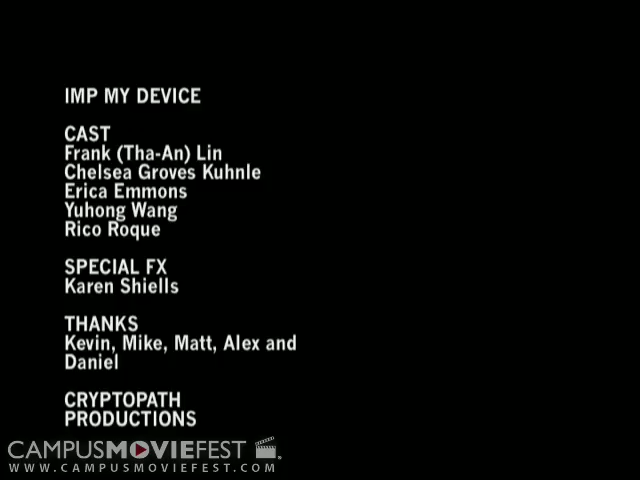 IMP MY DEVICE
CAST
Frank (Tha-An) Lin
Chelsea Groves Kuhnle
Erica Emmons
Yuhong Wang
Rico Roque
SPECIAL FX
Karen Shiells
THANKS
Kevin, Mike, Matt, Alex and
Daniel
CRYPTOPATH
PRODUCTIONS
CAMPUSMOVIEFEST
WWW.CAMPUSMOVIEFEST.COM